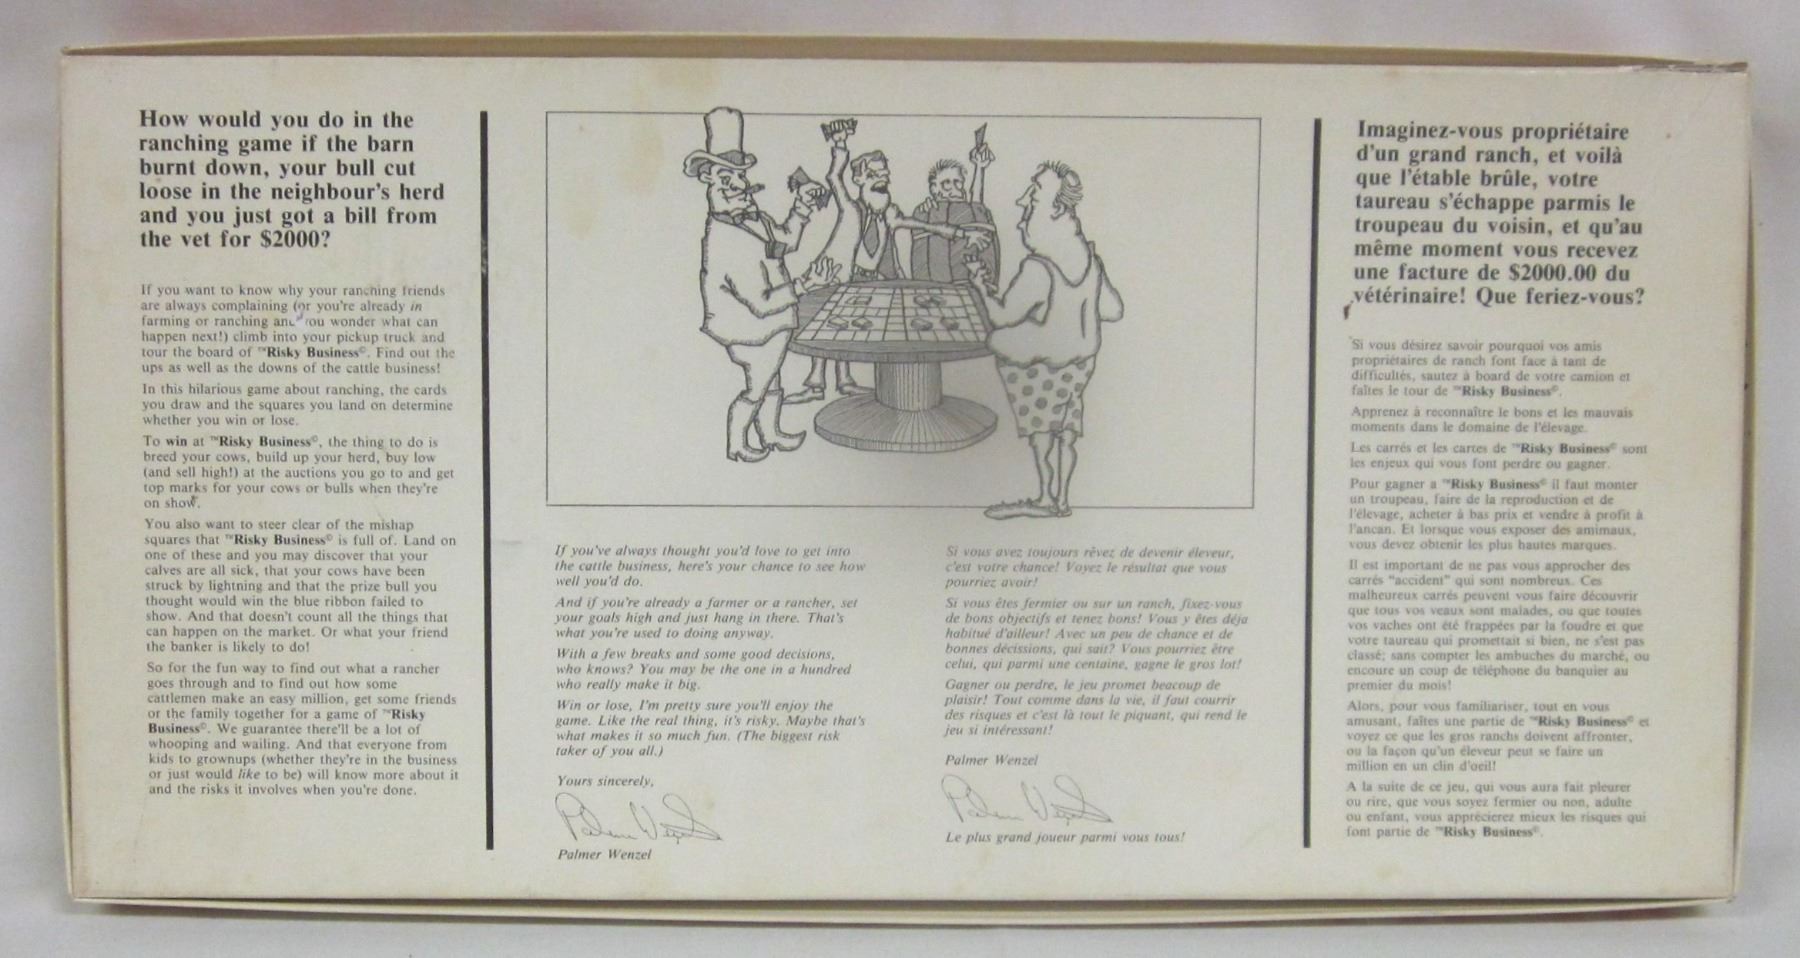 How would you do in the
ranching game if the barn
burnt down, your bull cut
loose in the neighbour's herd
and you just got a bill from
the vet for $2000?
If you want to know why your ranching friends
are always complaining (or you're already in
farming or ranching and you wonder what can
happen next!) climb into your pickup truck and
tour the board of ™Risky Business©. Find out the
ups as well as the downs of the cattle business!
In this hilarious game about ranching, the cards
you draw and the squares you land on determine
whether you win or lose.
To win at ™Risky Business©, the thing to do is
breed your cows, build up your herd, buy low
(and sell high!) at the auctions you go to and get
top marks for your cows or bulls when they're
on show.
You also want to steer clear of the mishap
squares that ™Risky Business© is full of. Land on
one of these and you may discover that your
calves are all sick, that your cows have been
struck by lightning and that the prize bull you
thought would win the blue ribbon failed to
show. And that doesn't count all the things that
can happen on the market. Or what your friend
the banker is likely to do!
So for the fun way to find out what a rancher
goes through and to find out how some
cattlemen make an easy million, get some friends
or the family together for a game of ™Risky
Business©. We guarantee there'll be a lot of
whooping and wailing. And that everyone from
kids to grownups (whether they're in the business
or just would like to be) will know more about it
and the risks it involves when you're done.
If you've always thought you'd love to get into
the cattle business, here's your chance to see how
well you'd do.
And if you're already a farmer or a rancher, set
your goals high and just hang in there. That's
what you're used to doing anyway.
With a few breaks and some good decisions,
who knows? You may be the one in a hundred
who really make it big.
Win or lose, I'm pretty sure you'll enjoy the
game. Like the real thing, it's risky. Maybe that's
what makes it so much fun. (The biggest risk
taker of you all.)
Yours sincerely,
Palmer Wenzel
Palmer Wenzel
Si vous avez toujours rêvez de devenir éleveur,
c'est votre chance! Voyez le résultat que vous
pourriez avoir!
Si vous êtes fermier ou sur un ranch, fixez-vous
de bons objectifs et tenez bons! Vous y êtes déja
habitué d'ailleur! Avec un peu de chance et de
bonnes décissions, qui sait? Vous pourriez être
celui, qui parmi une centaine, gagne le gros lot!
Gagner ou perdre, le jeu promet beacoup de
plaisir! Tout comme dans la vie, il faut courrir
des risques et c'est là tout le piquant, qui rend le
jeu si intéressant!
Palmer Wenzel
Palmer Wenzel
Le plus grand joueur parmi vous tous!
Imaginez-vous propriétaire
d'un grand ranch, et voilà
que l'étable brûle, votre
taureau s'échappe parmis le
troupeau du voisin, et qu'au
même moment vous recevez
une facture de $2000.00 du
vétérinaire! Que feriez-vous?
Si vous désirez savoir pourquoi vos amis
propriétaires de ranch font face à tant de
difficultés, sautez à board de votre camion et
faîtes le tour de ™Risky Business©.
Apprenez à reconnaître le bons et les mauvais
moments dans le domaine de l'élevage.
Les carrés et les cartes de ™Risky Business© sont
les enjeux qui vous font perdre ou gagner.
Pour gagner a ™Risky Business© il faut monter
un troupeau, faire de la reproduction et de
l'élevage, acheter à bas prix et vendre à profit à
l'ancan. Et lorsque vous exposer des amimaux,
vous devez obtenir les plus hautes marques.
Il est important de ne pas vous approcher des
carrés "accident" qui sont nombreux. Ces
malheureux carrés peuvent vous faire découvrir
que tous vos veaux sont malades, ou que toutes
vos vaches ont été frappées par la foudre et que
votre taureau qui promettait si bien, ne s'est pas
classé; sans compter les ambuches du marché, ou
encoure un coup de téléphone du banquier au
premier du mois!
Alors, pour vous familiariser, tout en vous
amusant, faîtes une partie de ™Risky Business© et
voyez ce que les gros ranchs doivent affronter,
ou la façon qu'un éleveur peut se faire un
million en un clin d'oeil!
A la suite de ce jeu, qui vous aura fait pleurer
ou rire, que vous soyez fermier ou non, adulte
ou enfant, vous apprécierez mieux les risques qui
font partie de ™Risky Business©.